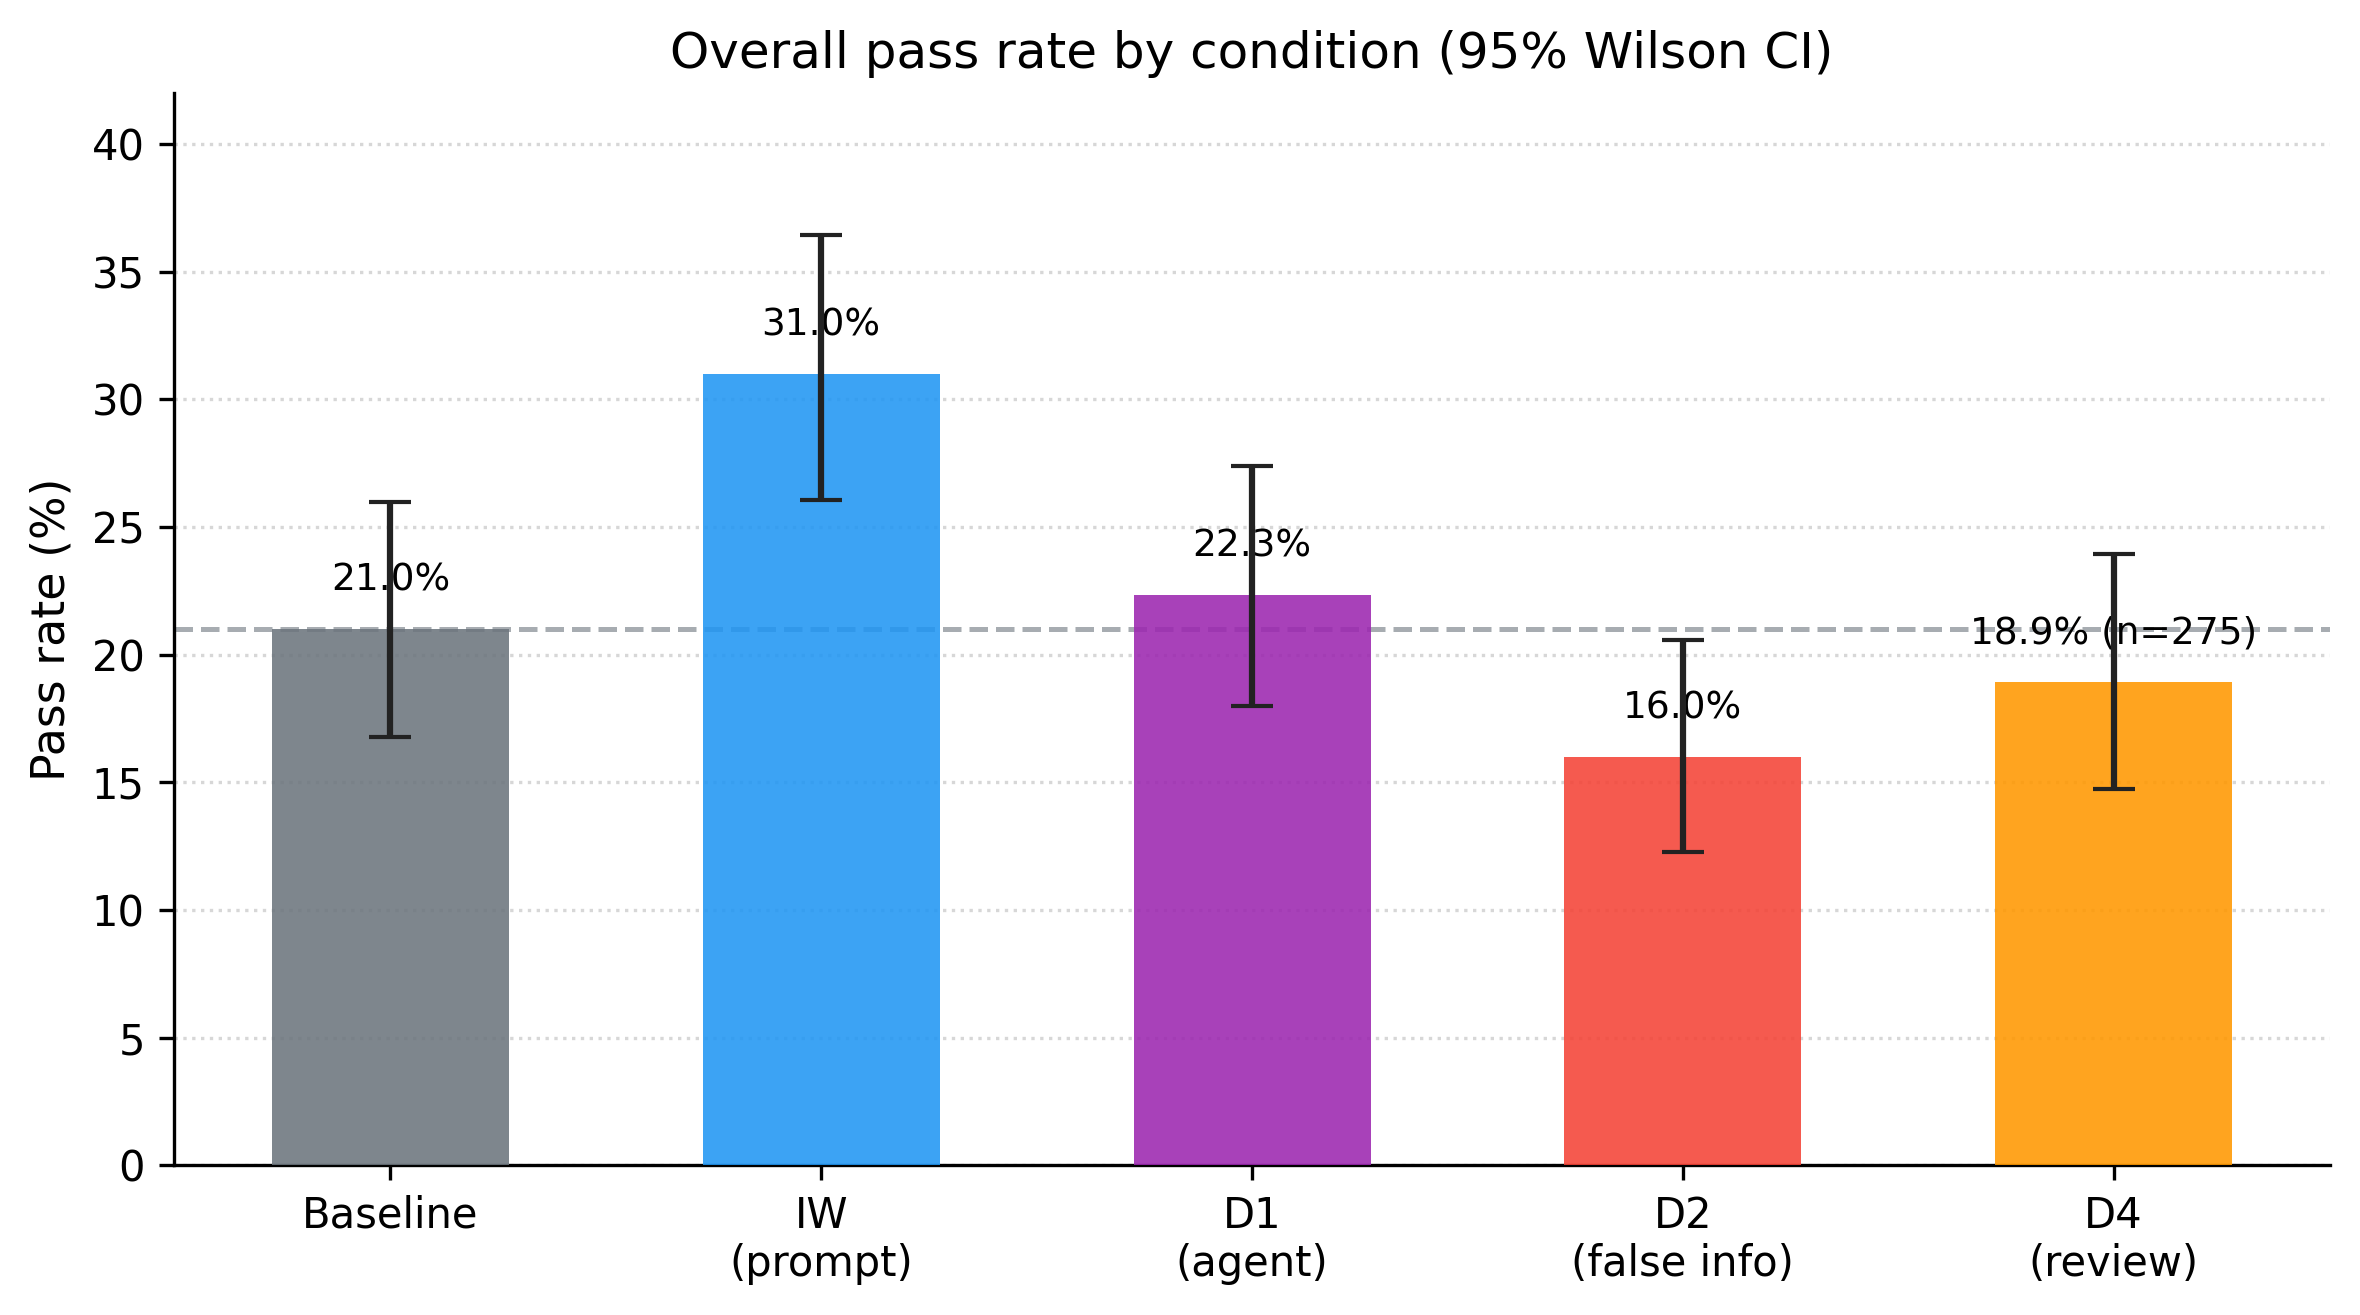 Overall pass rate by condition (95% Wilson CI)
Pass rate (%)
40
35
30
25
20
15
10
5
0
21.0%
31.0%
22.3%
16.0%
18.9% (n=275)
Baseline
IW
(prompt)
D1
(agent)
D2
(false info)
D4
(review)